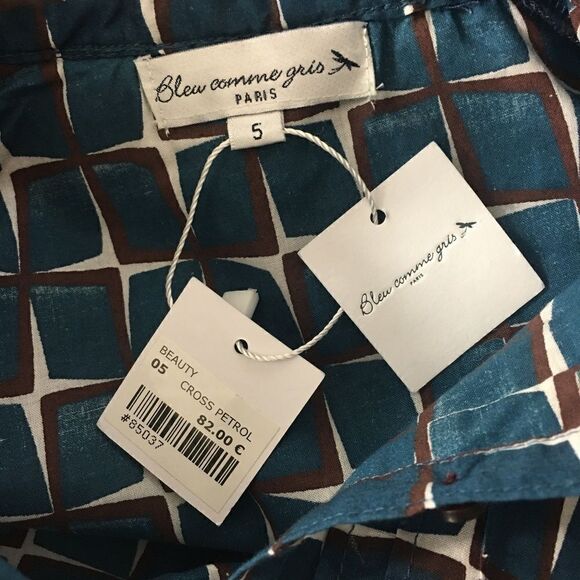 Bleu comme gris
PARIS
5
Bleu comme gris
PARIS
BEAUTY
05 CROSS PETROL
82.00 €
#85037